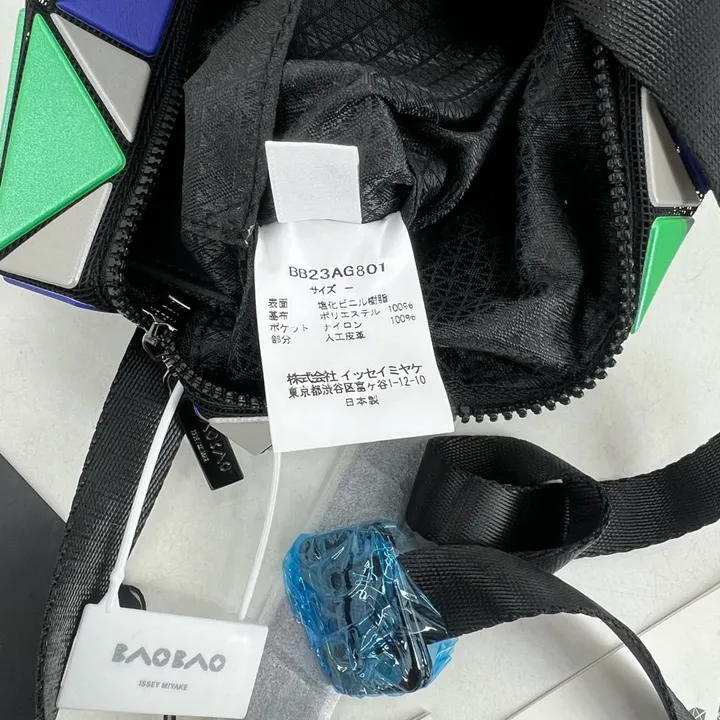 BB23AG801
サイズ ー
表面 塩化ビニル樹脂
基布 ポリエステル 100%
ポケット ナイロン 100%
部分 人工皮革
株式会社 イッセイミヤケ
東京都渋谷区富ヶ谷1-12-10
日本製
BAOBAO
ISSEY MIYAKE
BAOBAO